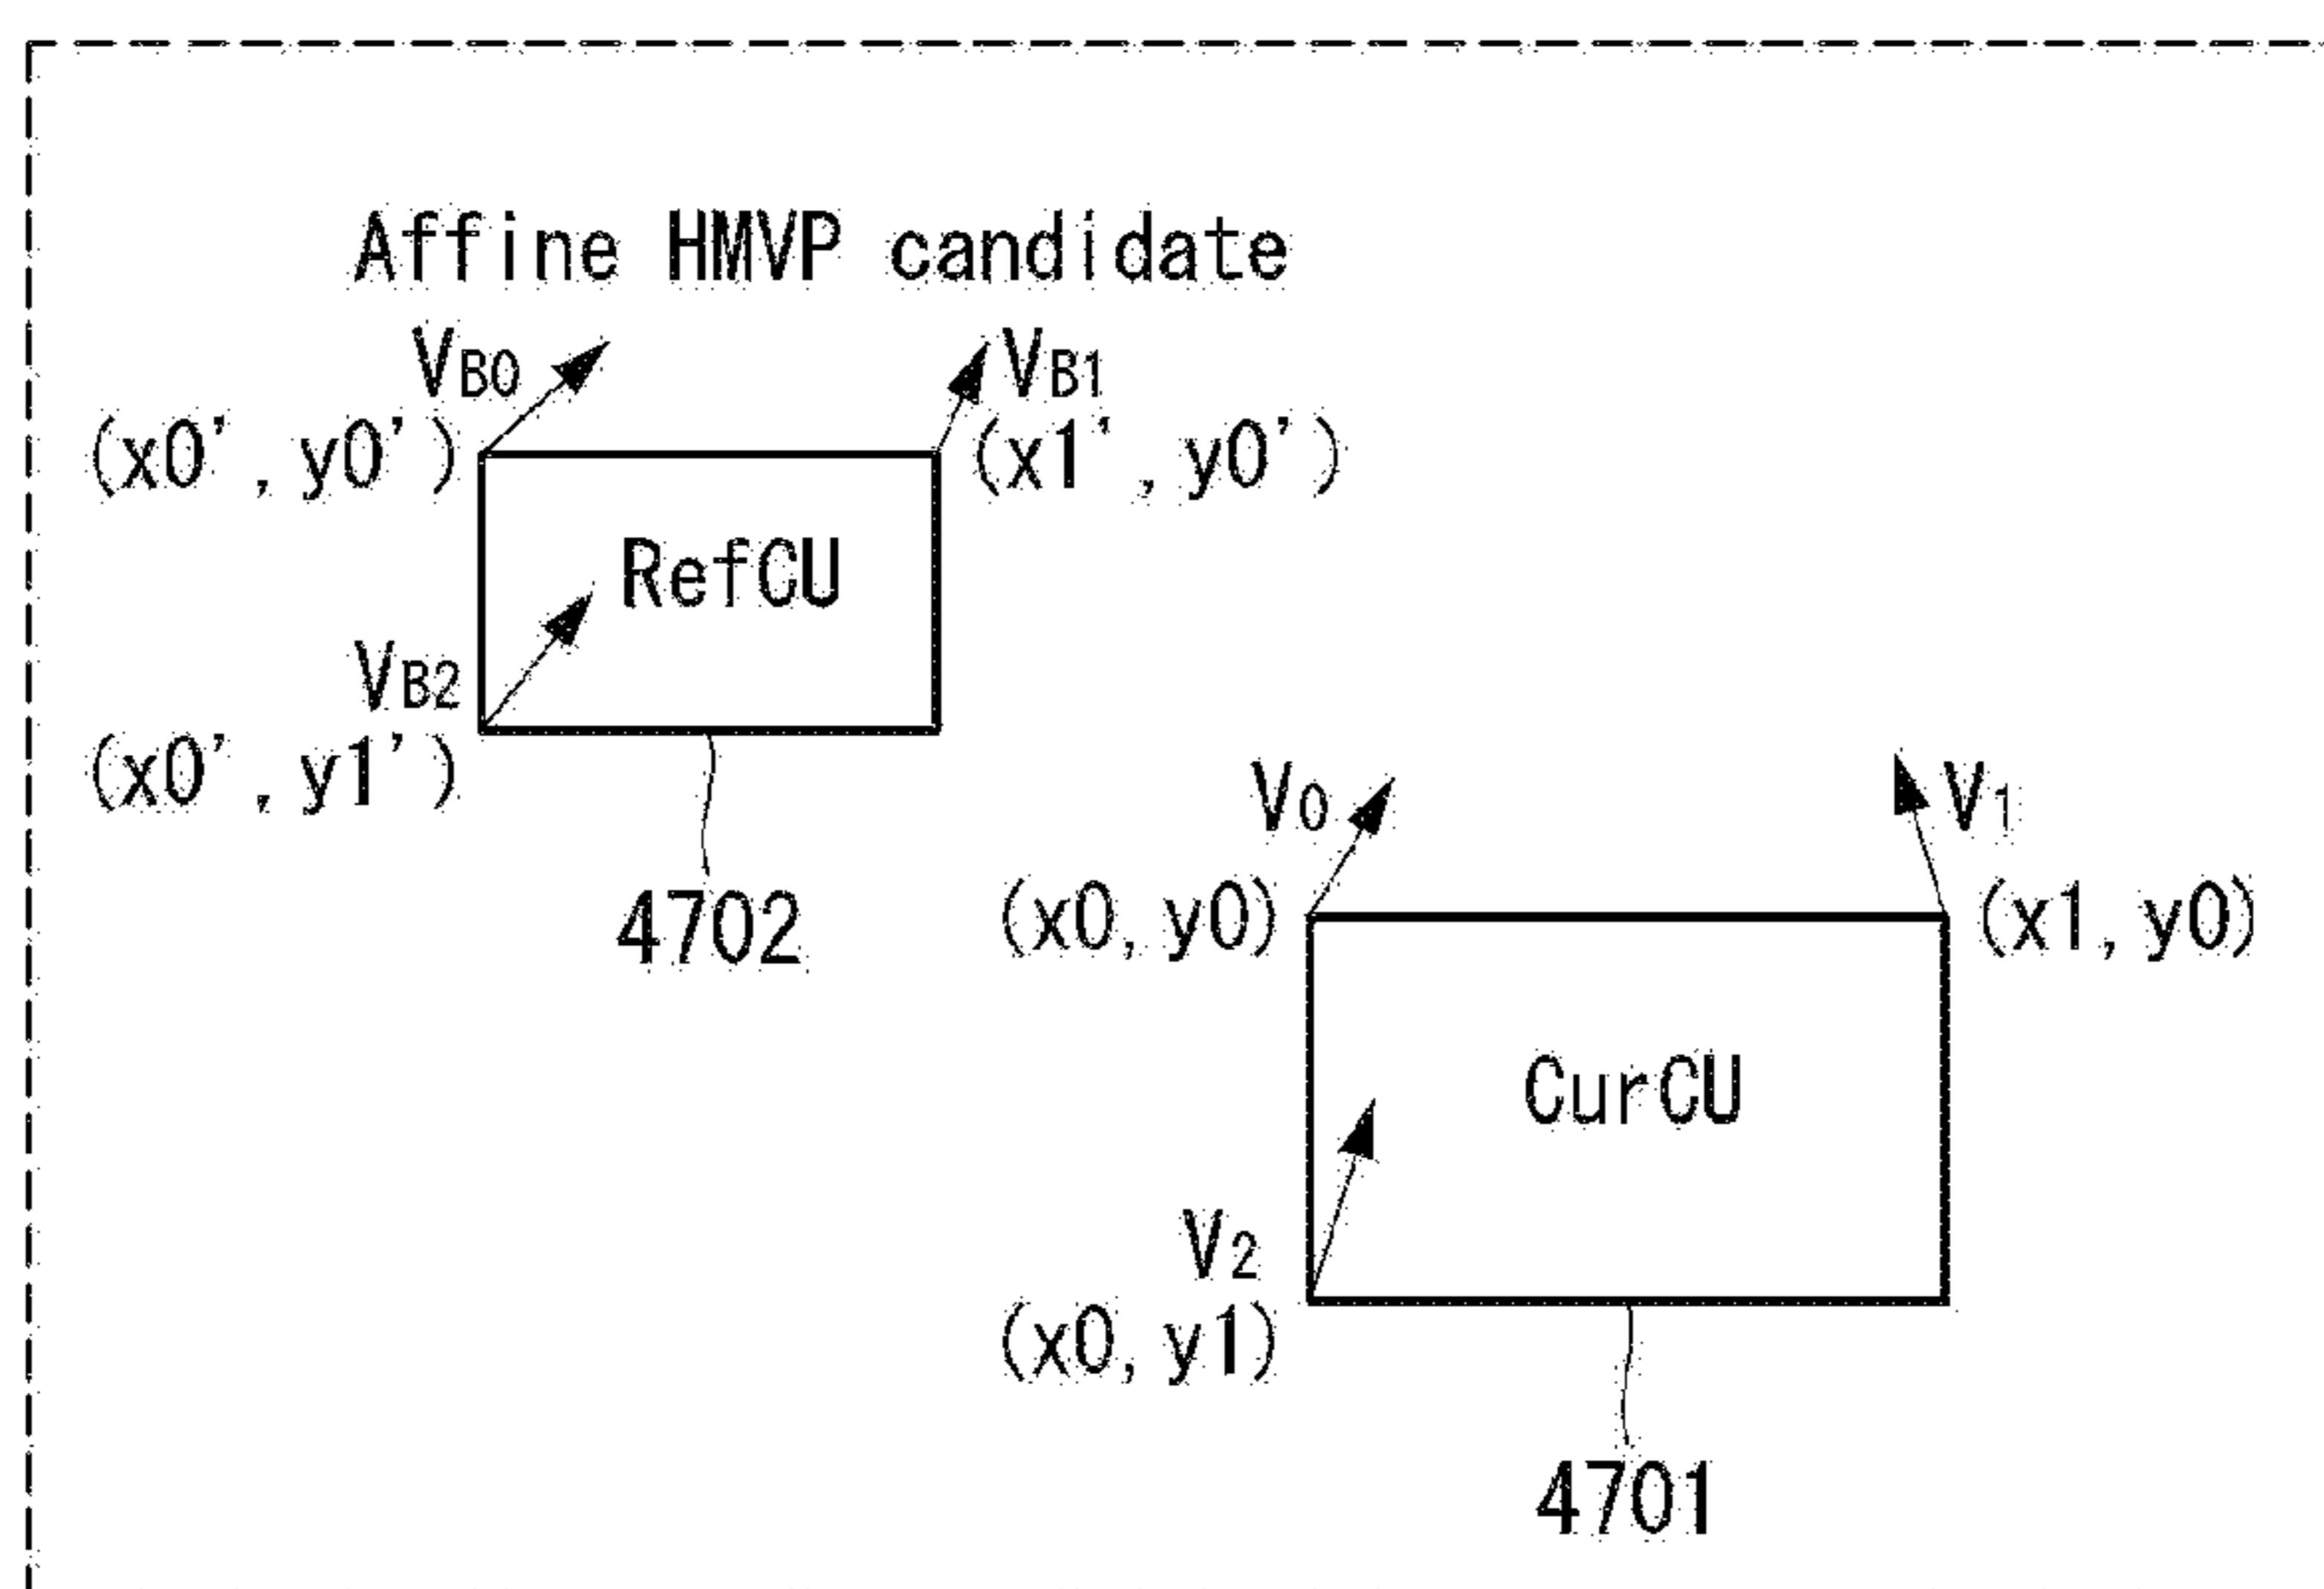 Affine HMVP candidate
VB0
VB1
(x0', y0')
(x1', y0')
RefCU
VB2
(x0', y1')
4702
V0
V1
(x0, y0)
(x1, y0)
CurCU
V2
(x0, y1)
4701